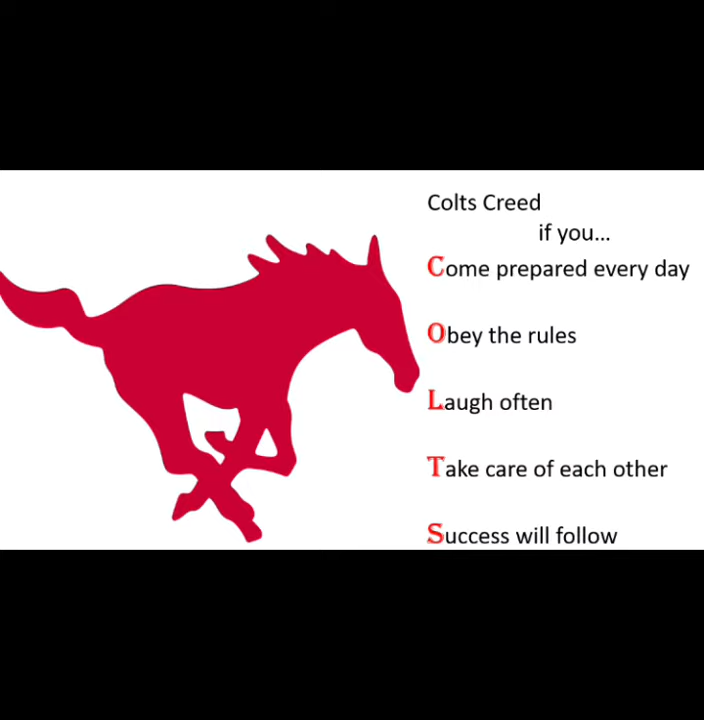 Colts Creed
if you...
Come prepared every day
Obey the rules
Laugh often
Take care of each other
Success will follow